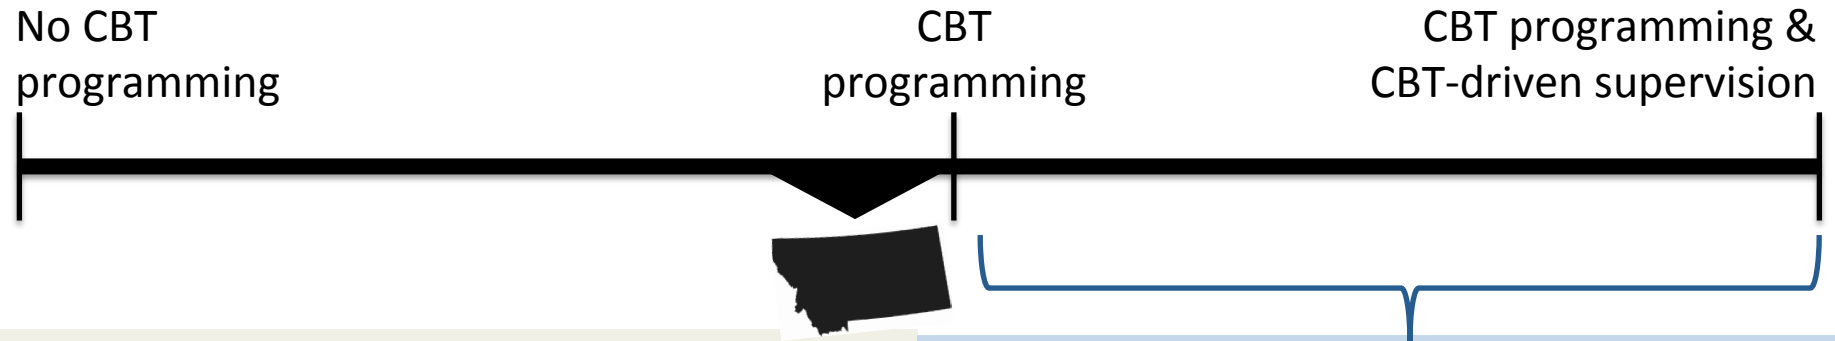 No CBT
programming
CBT
programming
CBT programming &
CBT-driven supervision